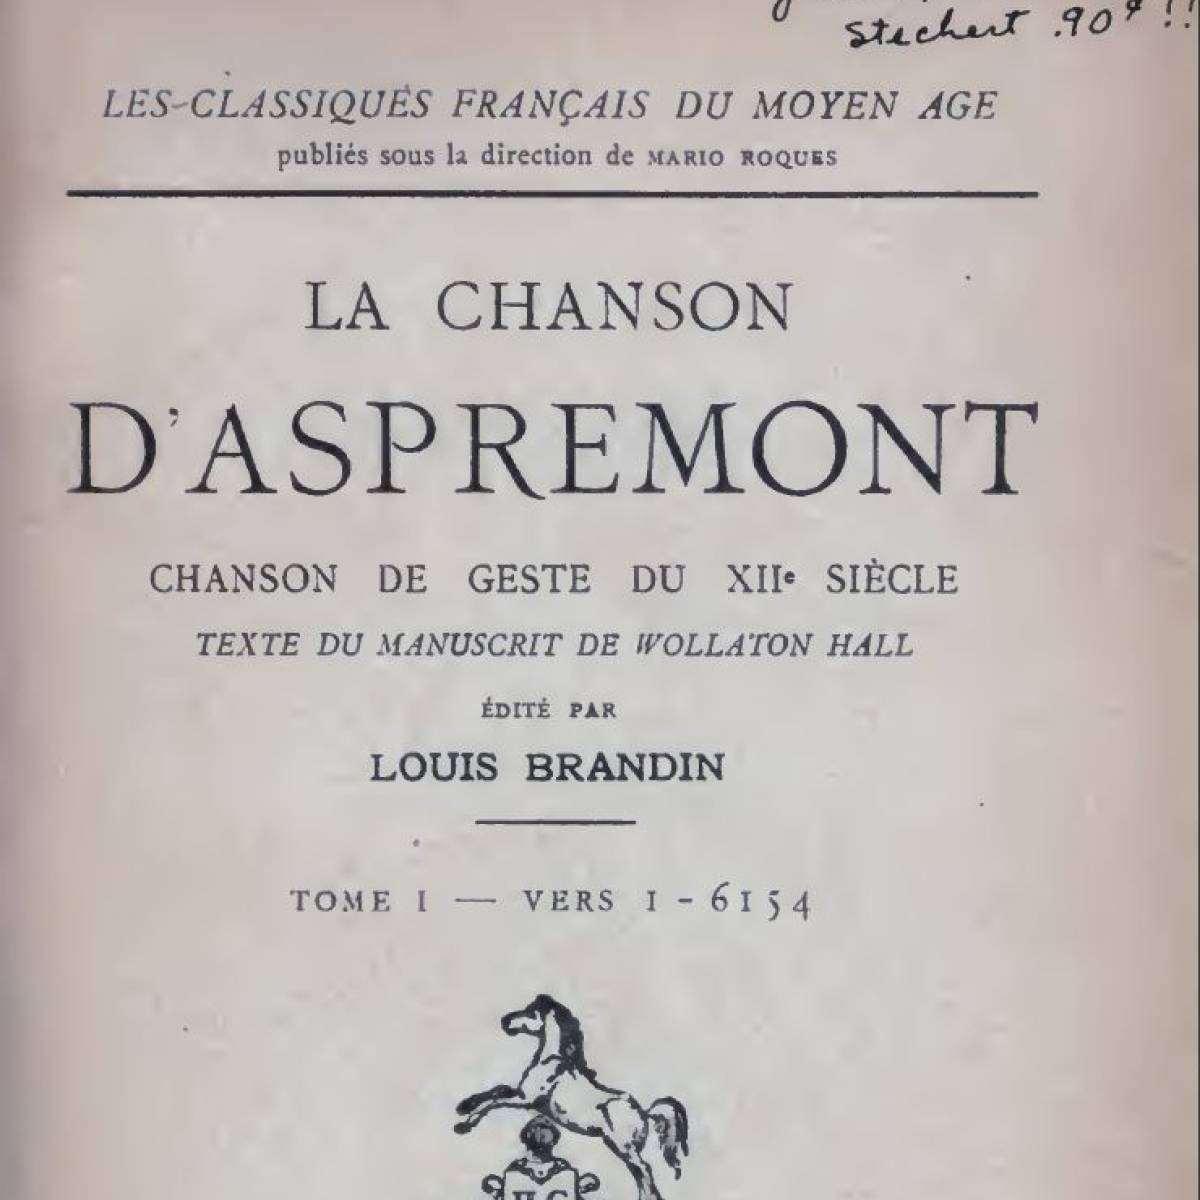 Stechert .90¢ !!
LES CLASSIQUES FRANÇAIS DU MOYEN AGE
publiés sous la direction de MARIO ROQUES
LA CHANSON
D'ASPREMONT
CHANSON DE GESTE DU XIIe SIÈCLE
TEXTE DU MANUSCRIT DE WOLLATON HALL
ÉDITÉ PAR
LOUIS BRANDIN
TOME I — VERS 1 - 6154